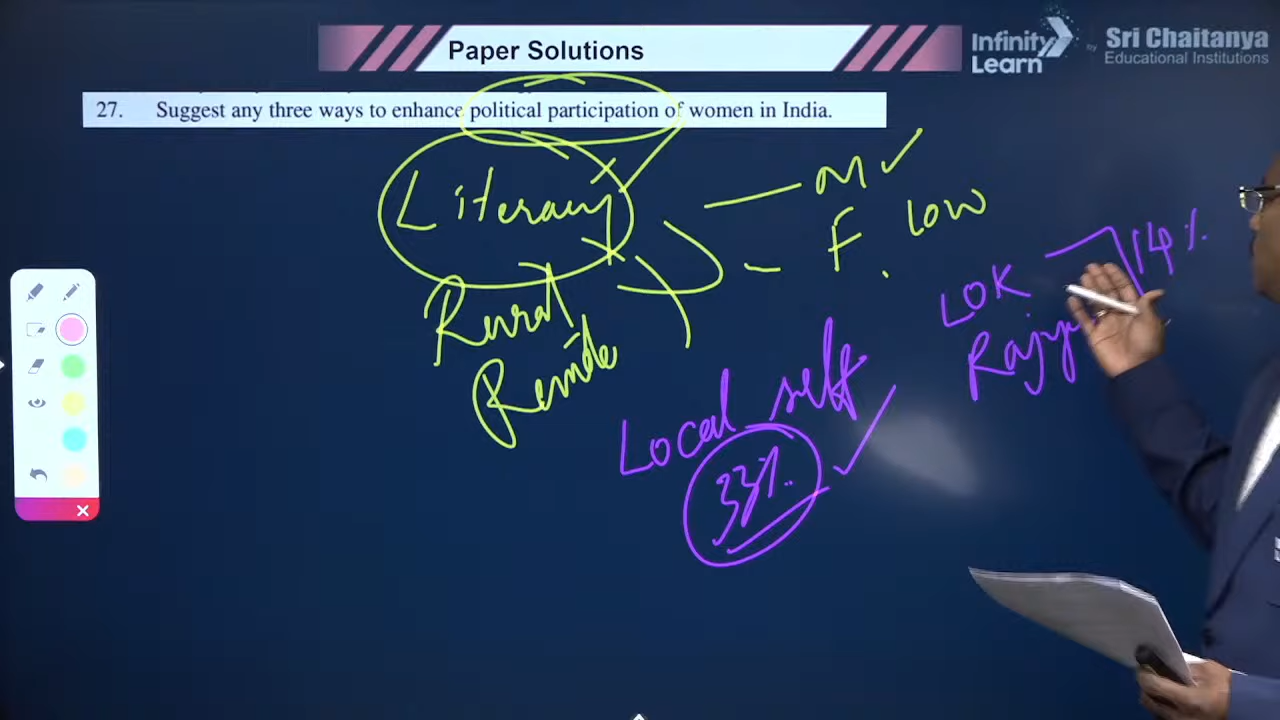 Paper Solutions
Infinity Learn
by Sri Chaitanya
Educational Institutions
27. Suggest any three ways to enhance political participation of women in India.
Literacy
M
F low
Rural
Remote
LOK
14%
Local self
33%